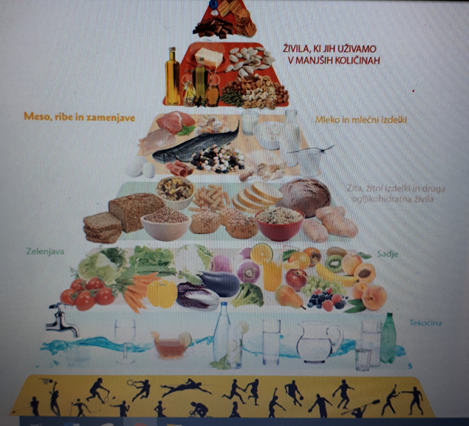 ŽIVILA, KI JIH UŽIVAMO
V MANJŠIH KOLIČINAH
Meso, ribe in zamenjave
Mleko in mlečni izdelki
Žita, žitni izdelki in druga
ogljikohidratna živila
Zelenjava
Sadje
Tekočina